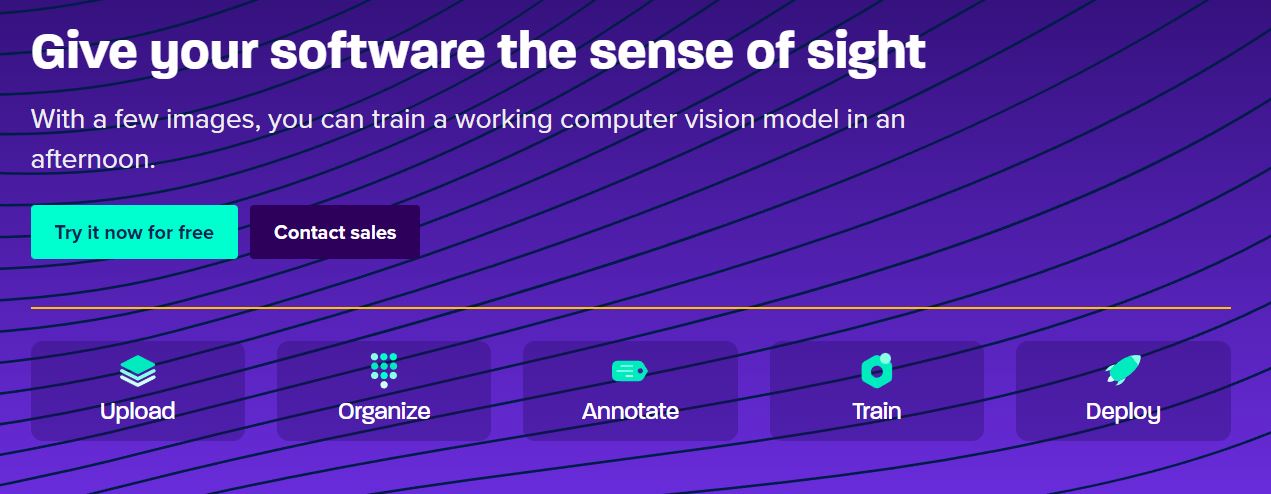 Give your software the sense of sight
With a few images, you can train a working computer vision model in an
afternoon.
Try it now for free
Contact sales
Upload
Organize
Annotate
Train
Deploy